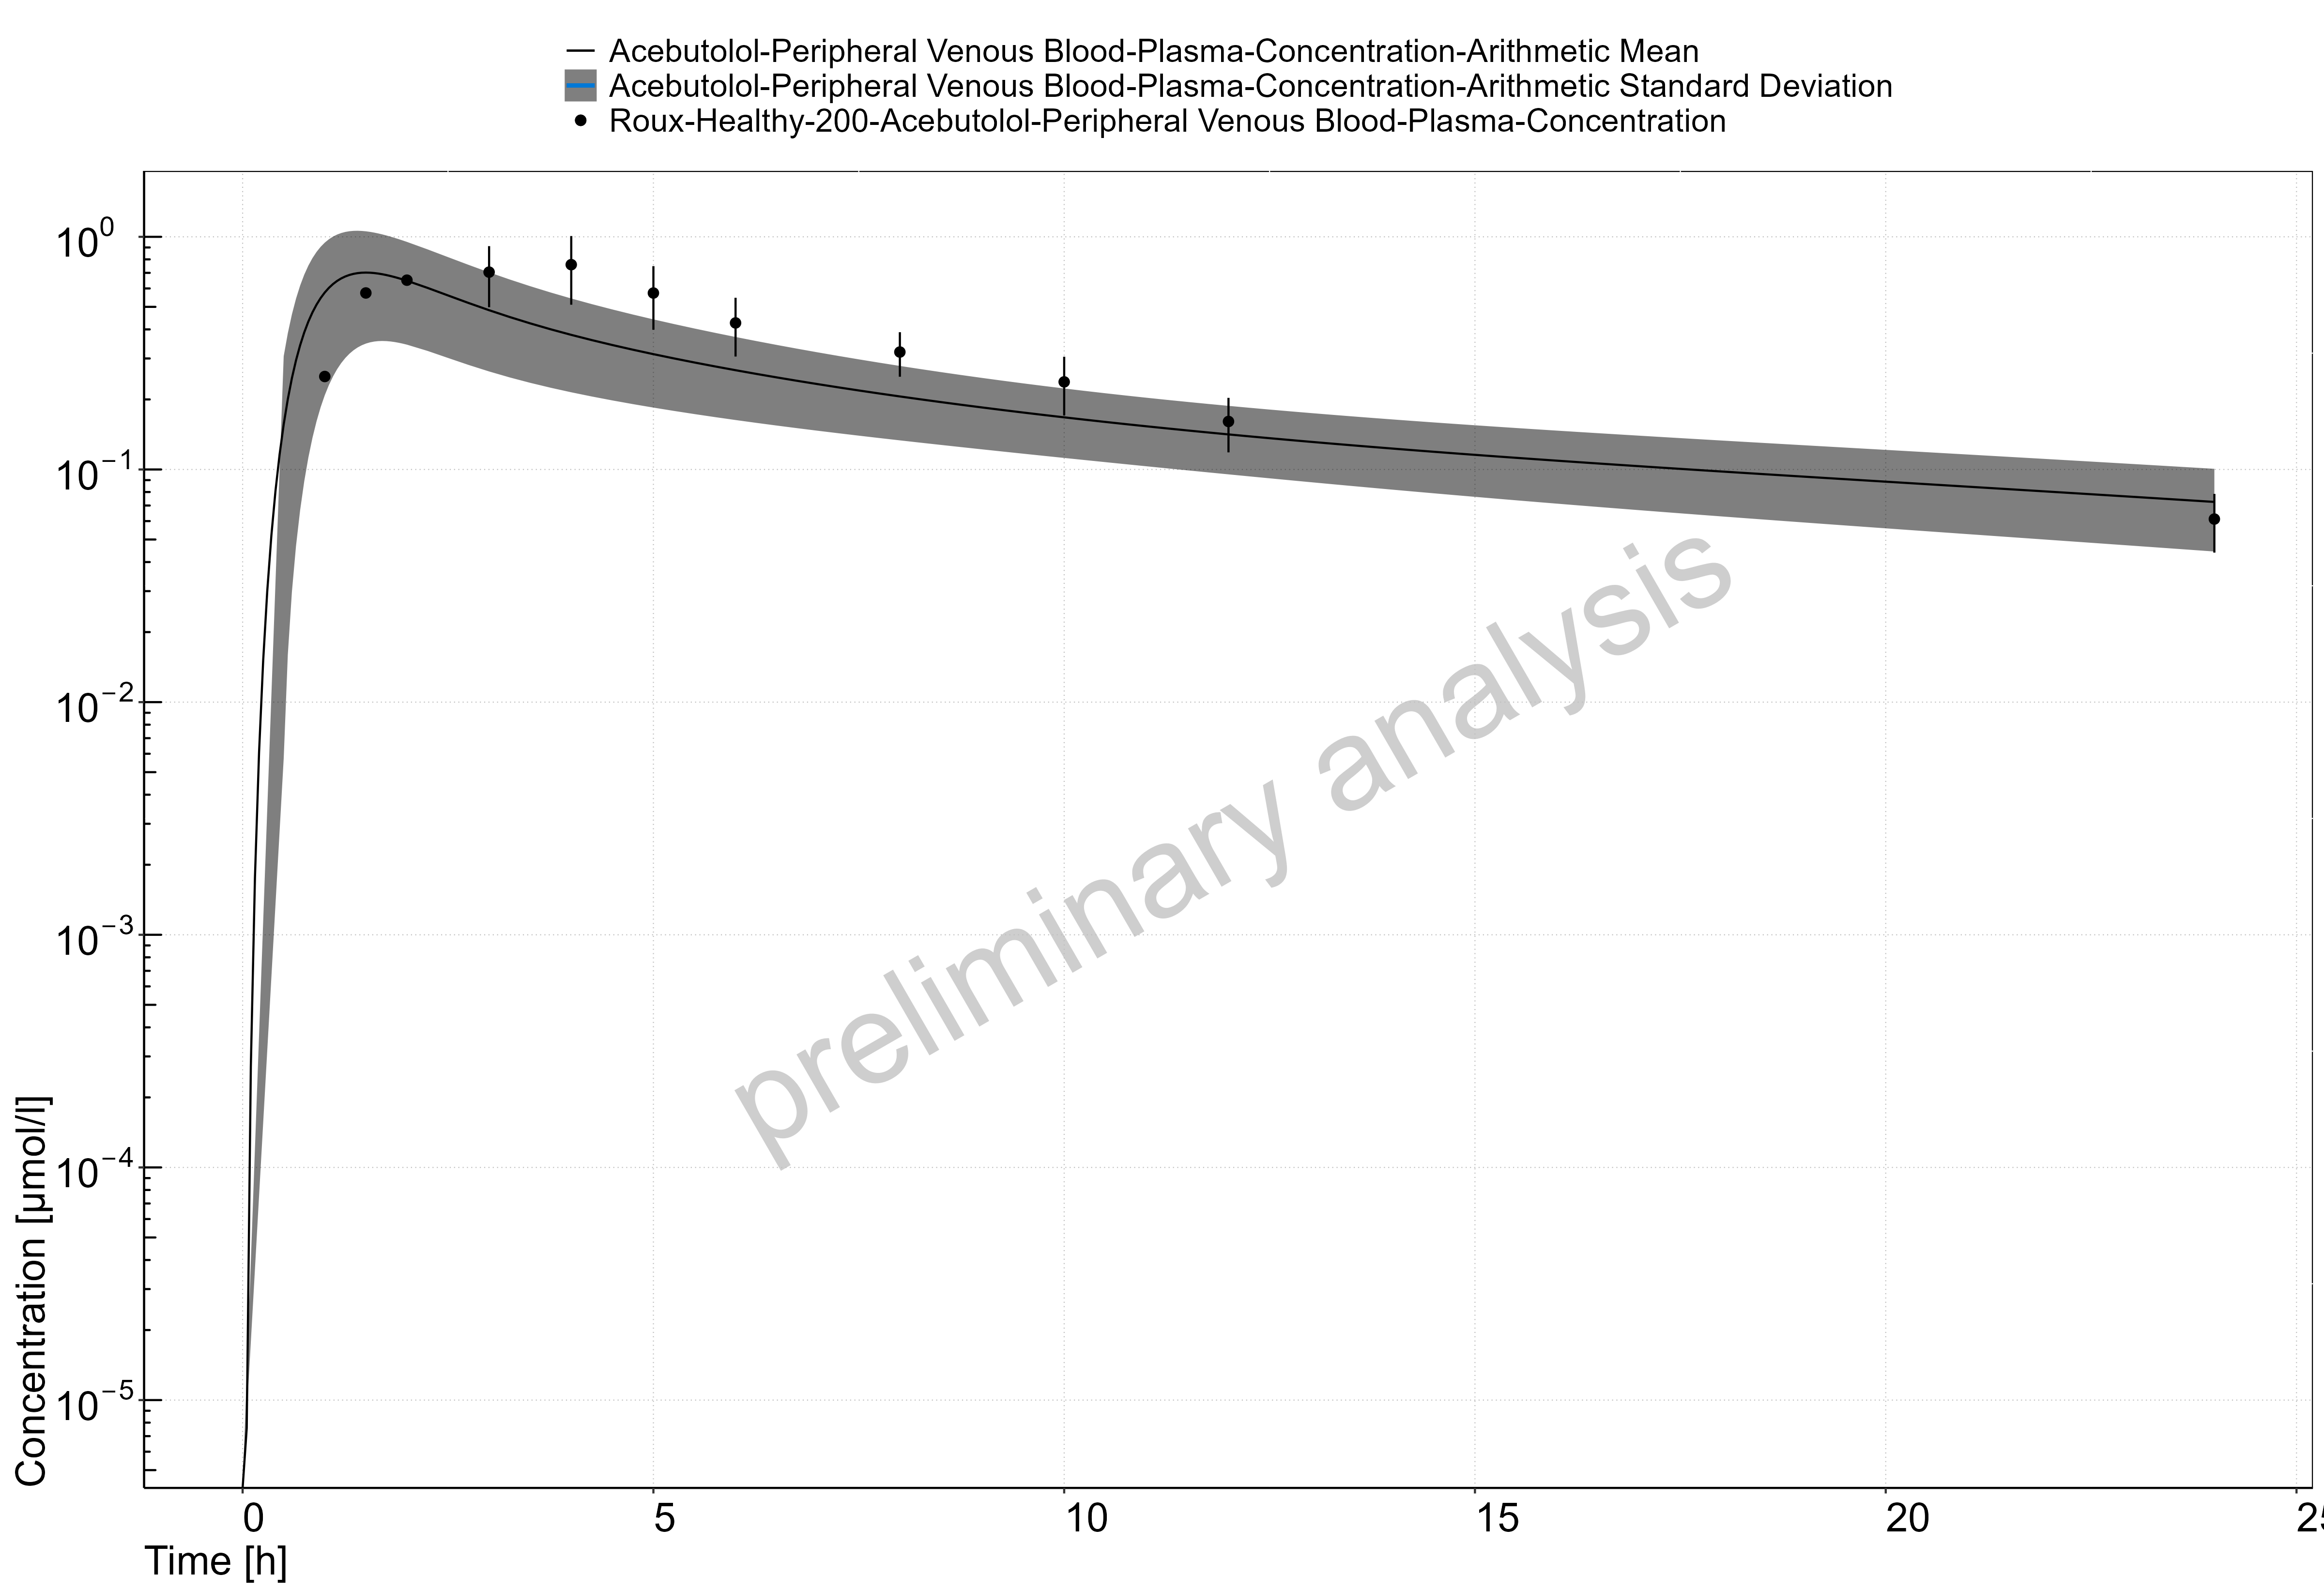 Acebutolol-Peripheral Venous Blood-Plasma-Concentration-Arithmetic Mean
Acebutolol-Peripheral Venous Blood-Plasma-Concentration-Arithmetic Standard Deviation
Roux-Healthy-200-Acebutolol-Peripheral Venous Blood-Plasma-Concentration
10⁰
10⁻¹
10⁻²
10⁻³
10⁻⁴
10⁻⁵
Concentration [µmol/l]
preliminary analysis
0 5 10 15 20
Time [h]